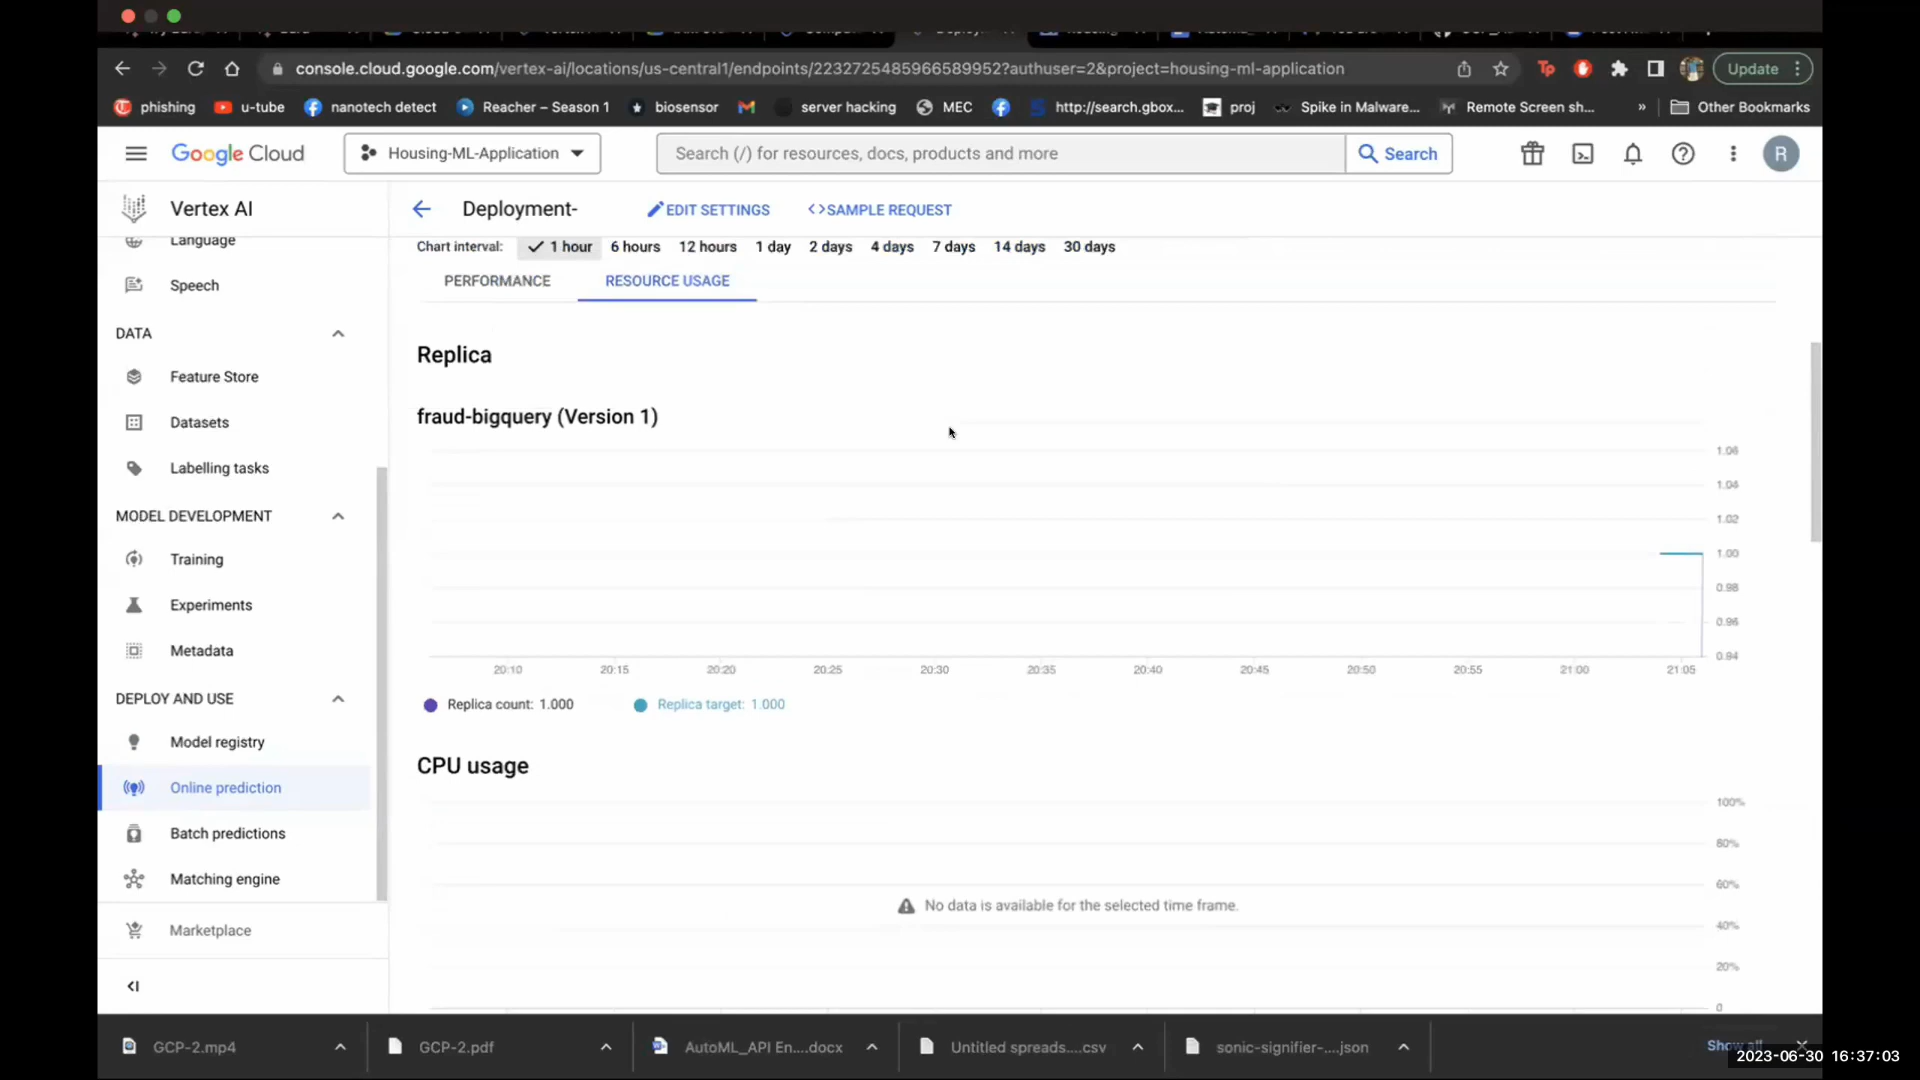 console.cloud.google.com/vertex-ai/locations/us-central1/endpoints/2232725485966589952?authuser=2&project=housing-ml-application
Update
phishing
u-tube
nanotech detect
Reacher – Season 1
biosensor
server hacking
MEC
http://search.gbox...
proj
Spike in Malware...
Remote Screen sh...
»
Other Bookmarks
Google Cloud
Housing-ML-Application
Search (/) for resources, docs, products and more
Search
R
Vertex AI
Deployment-
EDIT SETTINGS
SAMPLE REQUEST
Language
Speech
DATA
Feature Store
Datasets
Labelling tasks
MODEL DEVELOPMENT
Training
Experiments
Metadata
DEPLOY AND USE
Model registry
Online prediction
Batch predictions
Matching engine
Marketplace
Chart interval:
1 hour
6 hours
12 hours
1 day
2 days
4 days
7 days
14 days
30 days
PERFORMANCE
RESOURCE USAGE
Replica
fraud-bigquery (Version 1)
1.06
1.04
1.02
1.00
0.98
0.96
0.94
20:10
20:15
20:20
20:25
20:30
20:35
20:40
20:45
20:50
20:55
21:00
21:05
Replica count: 1.000
Replica target: 1.000
CPU usage
100%
80%
60%
40%
20%
0
No data is available for the selected time frame.
GCP-2.mp4
GCP-2.pdf
AutoML_API En....docx
Untitled spreads....csv
sonic-signifier-....json
Show all
2023-06-30 16:37:03